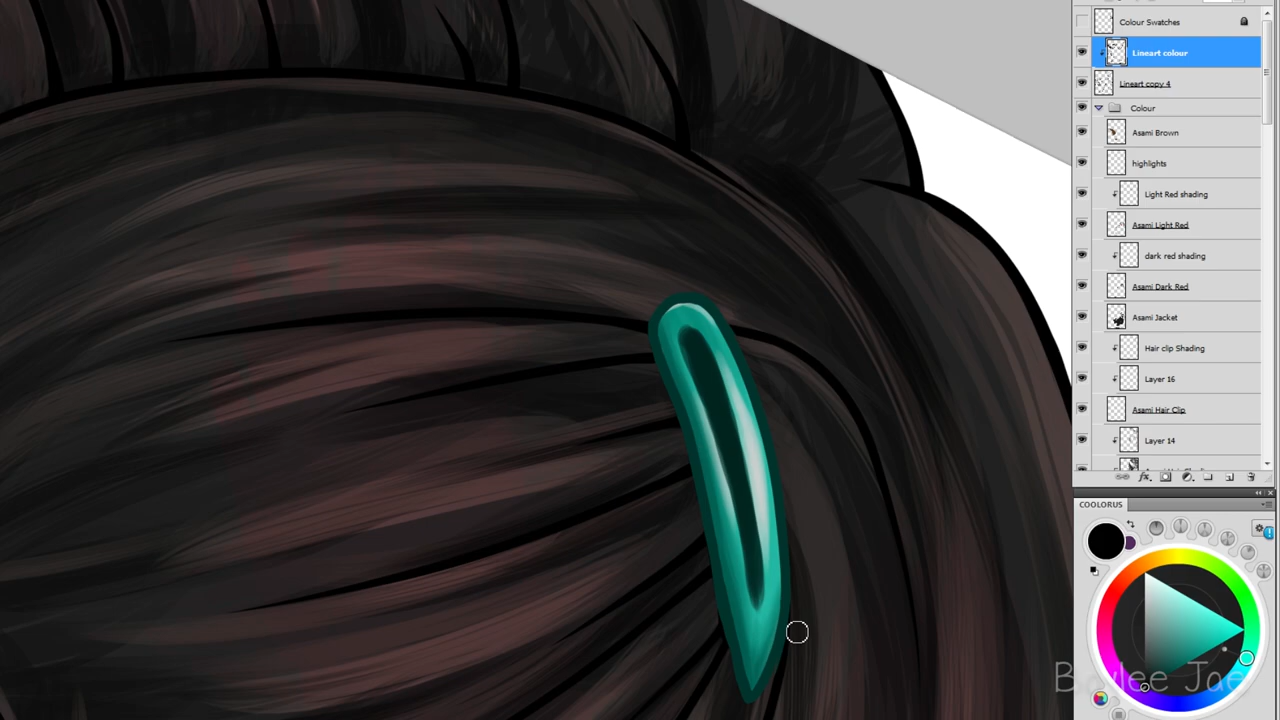 Colour Swatches
Lineart colour
Lineart copy 4
Colour
Asami Brown
highlights
Light Red shading
Asami Light Red
dark red shading
Asami Dark Red
Asami Jacket
Hair clip Shading
Layer 16
Asami Hair Clip
Layer 14
COOLORUS
Baylee Jae